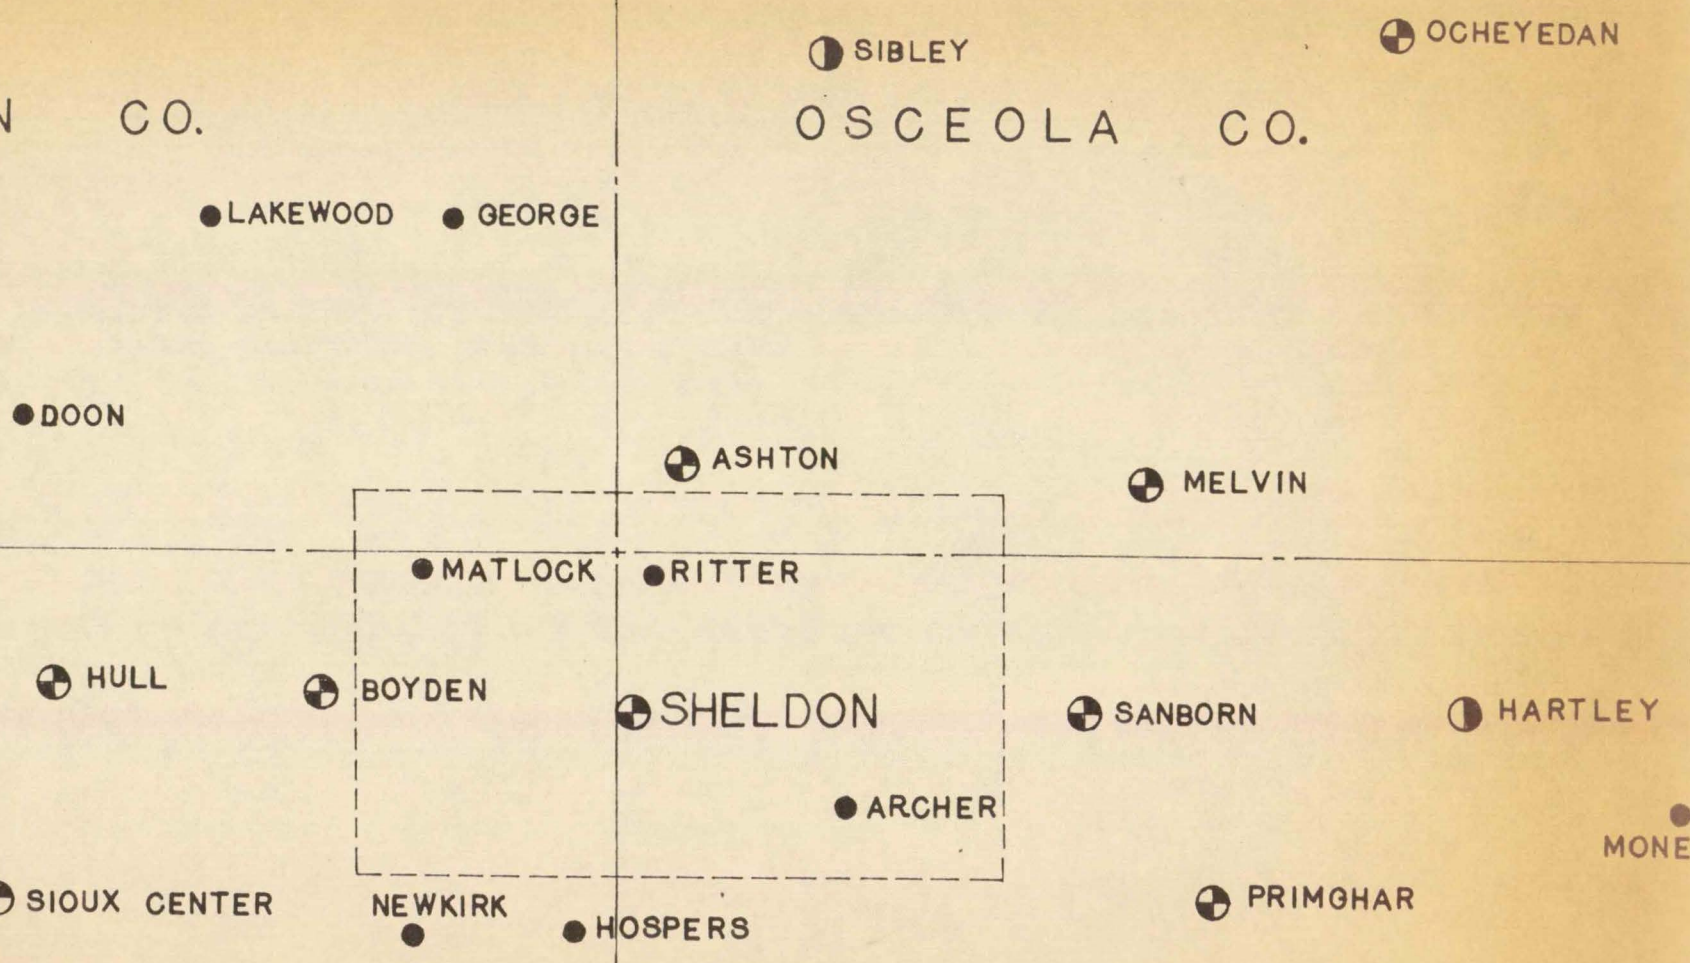 SIBLEY
OCHEYEDAN
N CO.
OSCEOLA CO.
LAKEWOOD
GEORGE
DOON
ASHTON
MELVIN
MATLOCK
RITTER
HULL
BOYDEN
SHELDON
SANBORN
HARTLEY
ARCHER
MONE
SIOUX CENTER
NEWKIRK
HOSPERS
PRIMGHAR